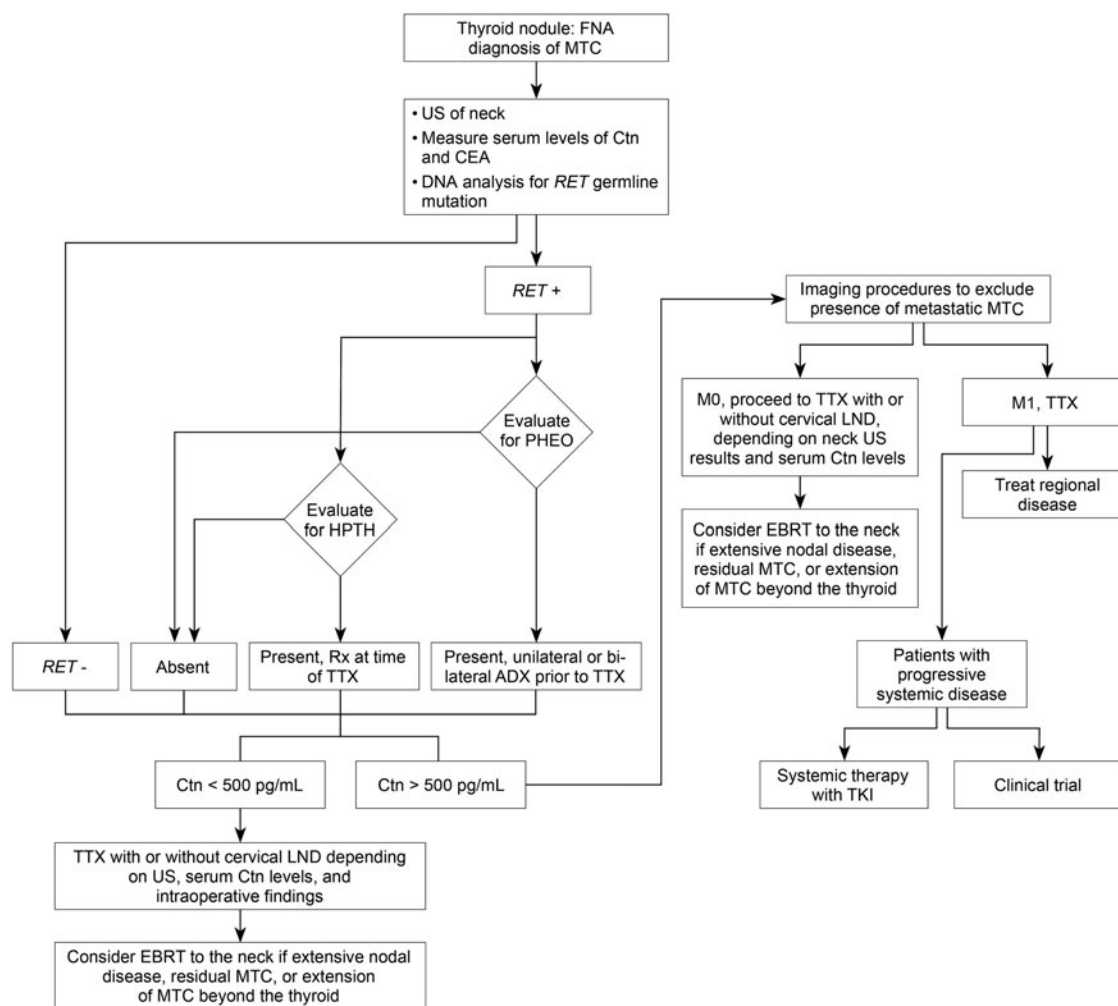 Thyroid nodule: FNA
diagnosis of MTC
• US of neck
• Measure serum levels of Ctn
and CEA
• DNA analysis for RET germline
mutation
RET +
Imaging procedures to exclude
presence of metastatic MTC
Evaluate
for PHEO
M0, proceed to TTX with or
without cervical LND,
depending on neck US
results and serum Ctn levels
M1, TTX
Treat regional
disease
Evaluate
for HPTH
Consider EBRT to the neck
if extensive nodal disease,
residual MTC, or extension
of MTC beyond the thyroid
RET -
Absent
Present, Rx at time
of TTX
Present, unilateral or bi-
lateral ADX prior to TTX
Patients with
progressive
systemic disease
Ctn < 500 pg/mL
Ctn > 500 pg/mL
Systemic therapy
with TKI
Clinical trial
TTX with or without cervical LND depending
on US, serum Ctn levels, and
intraoperative findings
Consider EBRT to the neck if extensive nodal
disease, residual MTC, or extension
of MTC beyond the thyroid